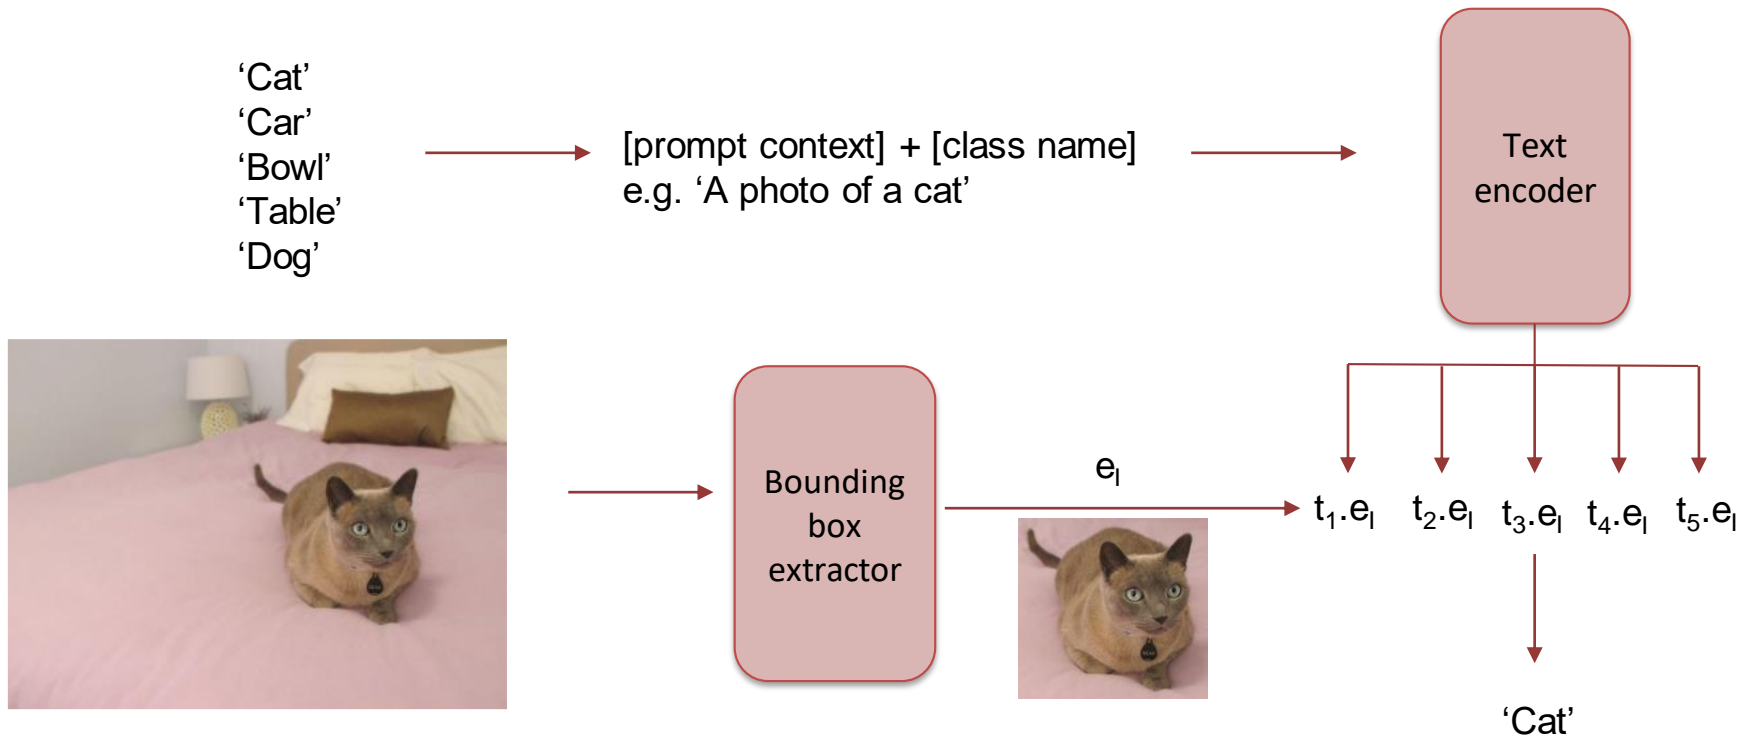 ‘Cat’
‘Car’
‘Bowl’
‘Table’
‘Dog’
[prompt context] + [class name]
e.g. ‘A photo of a cat’
Text
encoder
Bounding
box
extractor
eI
t1.eI t2.eI t3.eI t4.eI t5.eI
‘Cat’